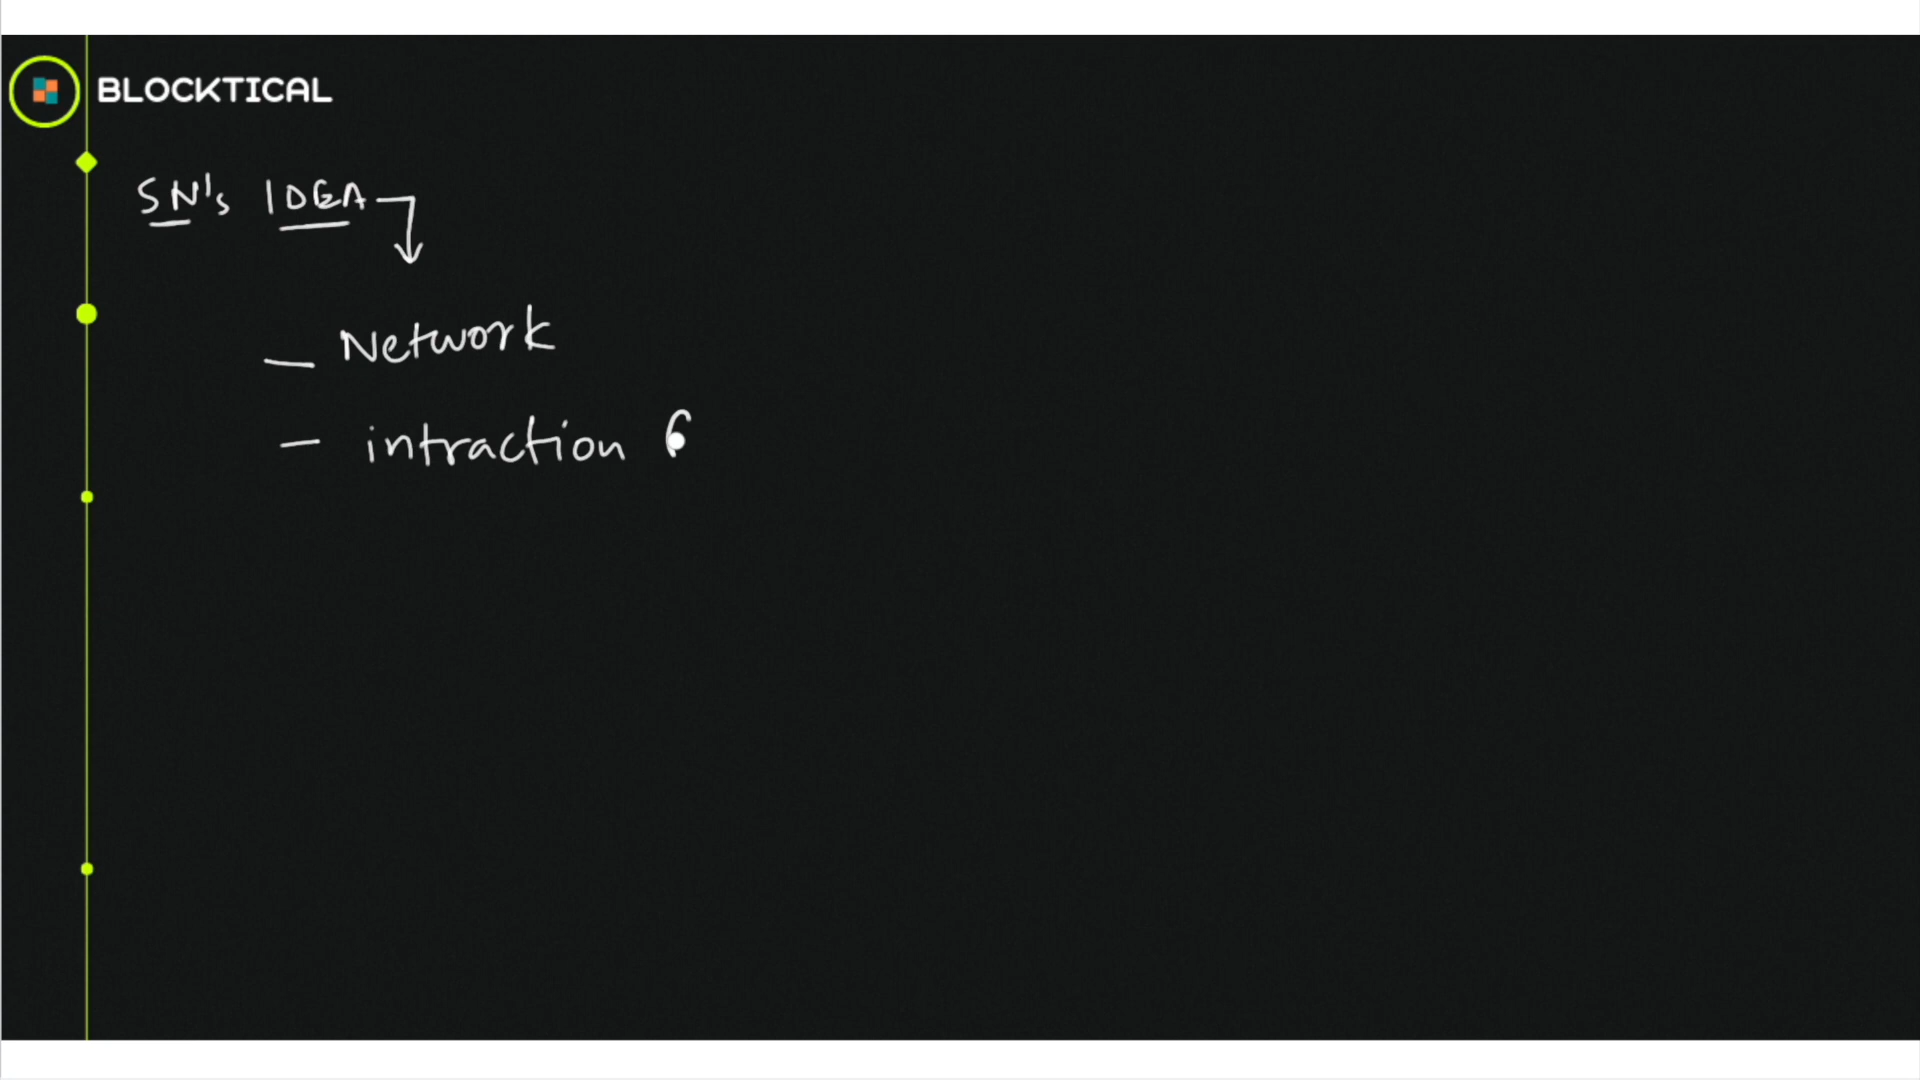 BLOCKTICAL
SN's IDEA
— Network
— intraction